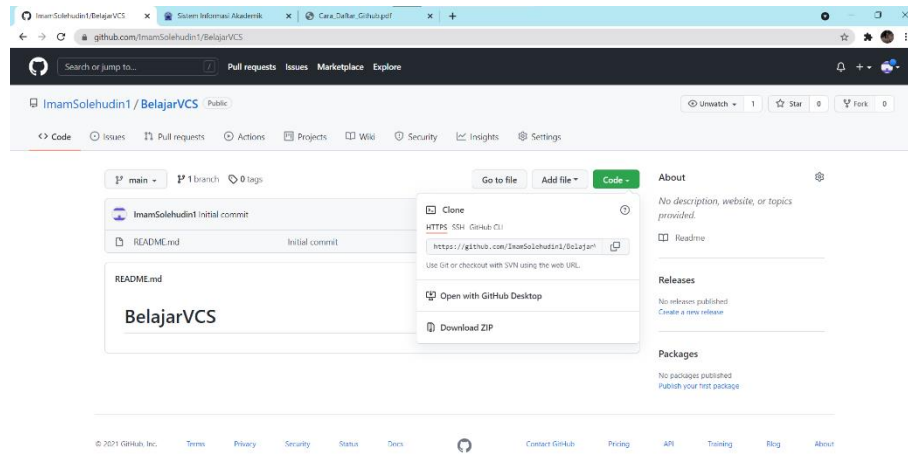 ImamSolehudin1/BelajarVCS
Sistem Informasi Akademik
Cara_Daftar_Github.pdf
github.com/ImamSolehudin1/BelajarVCS
Search or jump to...
/
Pull requests Issues Marketplace Explore
ImamSolehudin1 / BelajarVCS Public
Unwatch 1 Star 0 Fork 0
Code Issues Pull requests Actions Projects Wiki Security Insights Settings
main 1 branch 0 tags
Go to file Add file Code
About
ImamSolehudin1 Initial commit
README.md Initial commit
Clone
HTTPS SSH GitHub CLI
https://github.com/ImamSolehudin1/Belajar
Use Git or checkout with SVN using the web URL.
Open with GitHub Desktop
Download ZIP
No description, website, or topics
provided.
Readme
README.md
BelajarVCS
Releases
No releases published
Create a new release
Packages
No packages published
Publish your first package
© 2021 GitHub, Inc. Terms Privacy Security Status Docs Contact GitHub Pricing API Training Blog About